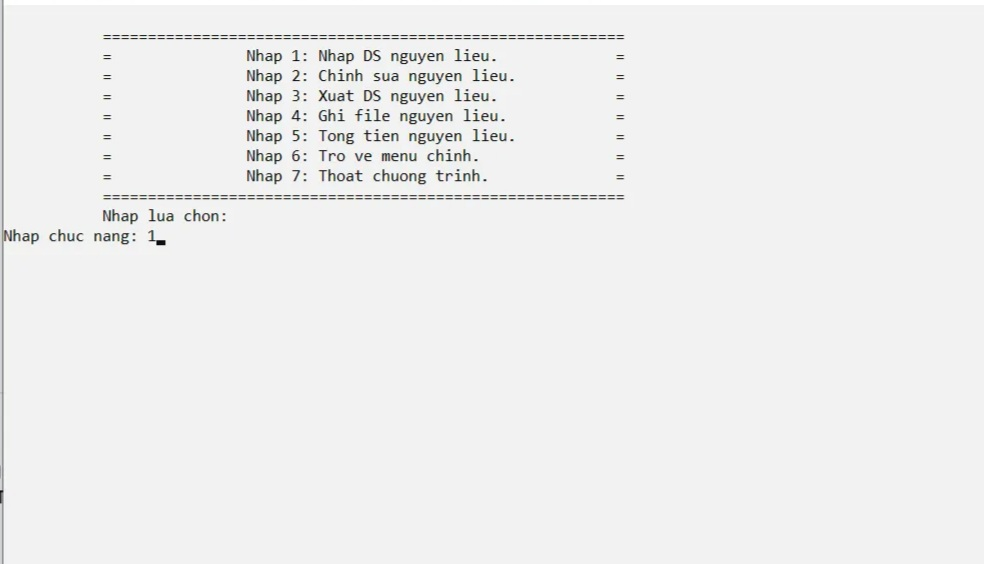 ==========================================================
= Nhap 1: Nhap DS nguyen lieu. =
= Nhap 2: Chinh sua nguyen lieu. =
= Nhap 3: Xuat DS nguyen lieu. =
= Nhap 4: Ghi file nguyen lieu. =
= Nhap 5: Tong tien nguyen lieu. =
= Nhap 6: Tro ve menu chinh. =
= Nhap 7: Thoat chuong trinh. =
==========================================================
Nhap lua chon:
Nhap chuc nang: 1